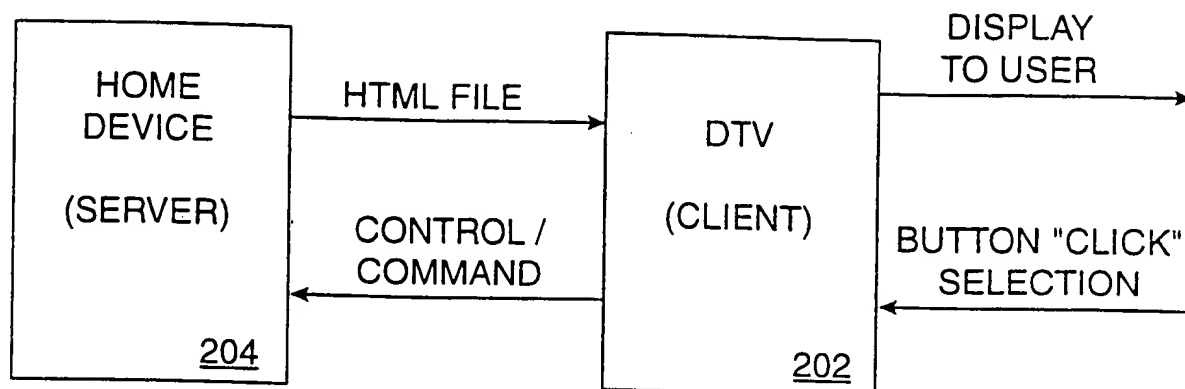 HOME
DEVICE
(SERVER)
204
HTML FILE
CONTROL /
COMMAND
DTV
(CLIENT)
202
DISPLAY
TO USER
BUTTON "CLICK"
SELECTION